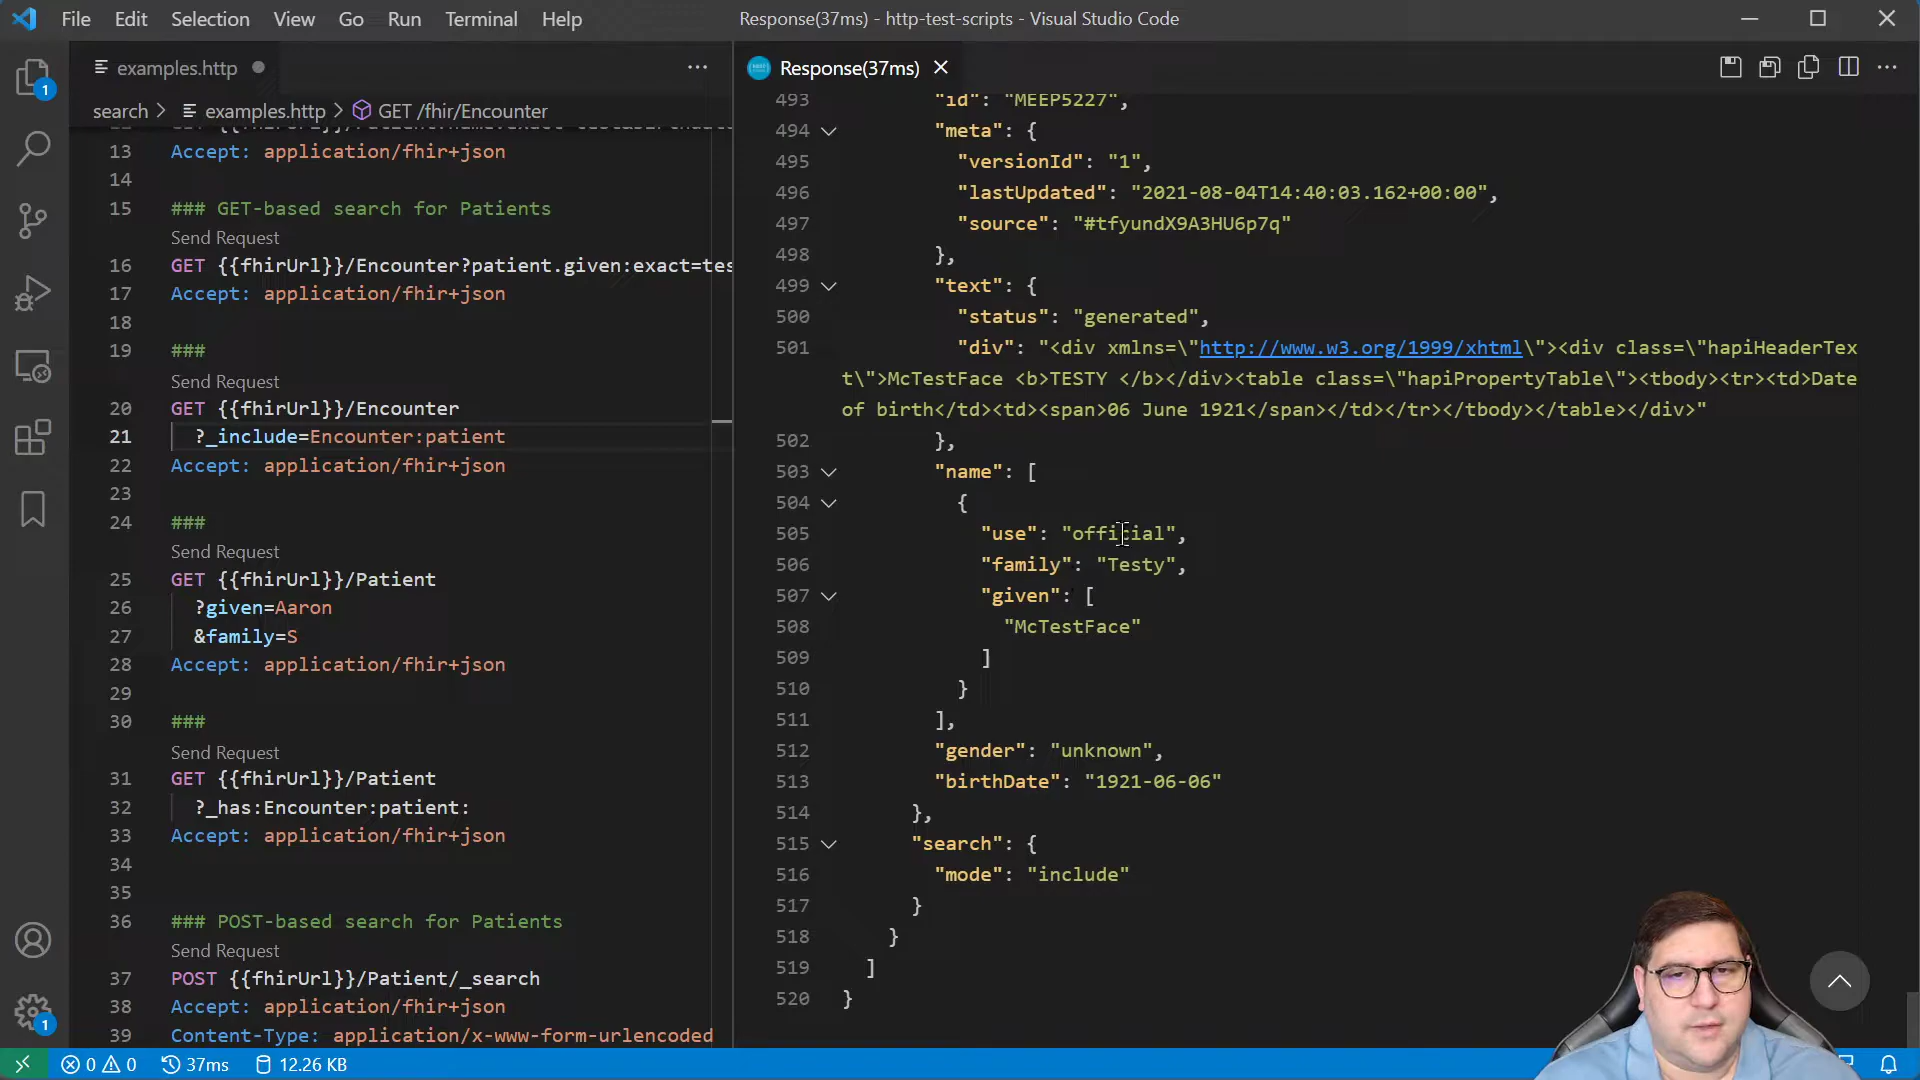 File Edit Selection View Go Run Terminal Help
Response(37ms) - http-test-scripts - Visual Studio Code
examples.http
search > examples.http > GET /fhir/Encounter
13 Accept: application/fhir+json
14
15 ### GET-based search for Patients
Send Request
16 GET {{fhirUrl}}/Encounter?patient.given:exact=tes
17 Accept: application/fhir+json
18
19 ###
Send Request
20 GET {{fhirUrl}}/Encounter
21 ?_include=Encounter:patient
22 Accept: application/fhir+json
23
24 ###
Send Request
25 GET {{fhirUrl}}/Patient
26 ?given=Aaron
27 &family=S
28 Accept: application/fhir+json
29
30 ###
Send Request
31 GET {{fhirUrl}}/Patient
32 ?_has:Encounter:patient:
33 Accept: application/fhir+json
34
35
36 ### POST-based search for Patients
Send Request
37 POST {{fhirUrl}}/Patient/_search
38 Accept: application/fhir+json
39 Content-Type: application/x-www-form-urlencoded
Response(37ms)
493 "id": "MEEP5227",
494 "meta": {
495 "versionId": "1",
496 "lastUpdated": "2021-08-04T14:40:03.162+00:00",
497 "source": "#tfyundX9A3HU6p7q"
498 },
499 "text": {
500 "status": "generated",
501 "div": "<div xmlns=\"http://www.w3.org/1999/xhtml\"><div class=\"hapiHeaderTex
t\">McTestFace <b>TESTY </b></div><table class=\"hapiPropertyTable\"><tbody><tr><td>Date
of birth</td><td><span>06 June 1921</span></td></tr></tbody></table></div>"
502 },
503 "name": [
504 {
505 "use": "official",
506 "family": "Testy",
507 "given": [
508 "McTestFace"
509 ]
510 }
511 ],
512 "gender": "unknown",
513 "birthDate": "1921-06-06"
514 },
515 "search": {
516 "mode": "include"
517 }
518 }
519 ]
520 }
1
1
0 0 37ms 12.26 KB